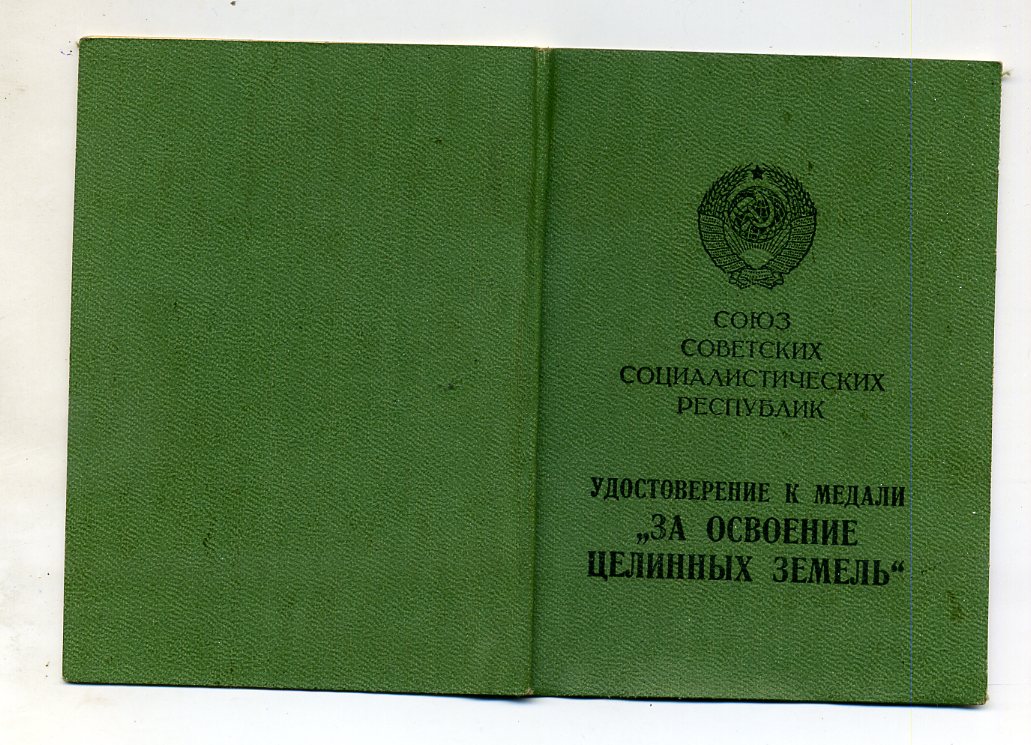 СОЮЗ
СОВЕТСКИХ
СОЦИАЛИСТИЧЕСКИХ
РЕСПУБЛИК
УДОСТОВЕРЕНИЕ К МЕДАЛИ
„ЗА ОСВОЕНИЕ
ЦЕЛИННЫХ ЗЕМЕЛЬ“